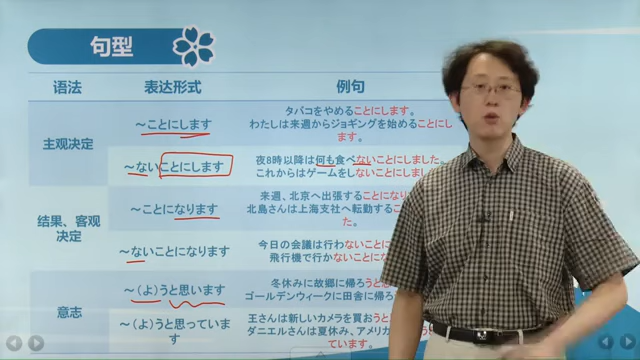 句型
语法 表达形式 例句
主观决定
～ことにします
タバコをやめることにします。
わたしは来週からジョギングを始めることにし
ます。
～ないことにします
夜8時以降は何も食べないことにしました。
これからはゲームをしないことにしまし
结果、客观
决定
～ことになります
来週、北京へ出張することになり
北島さんは上海支社へ転勤する
た。
～ないことになります
今日の会議は行わないことに
飛行機で行かないことにな
意志
～（よ）うと思います
冬休みに故郷に帰ろうと
ゴールデンウィークに田舎に帰ろ
～（よ）うと思っていま
す
王さんは新しいカメラを買おう
ダニエルさんは夏休み、アメリカ
ています。